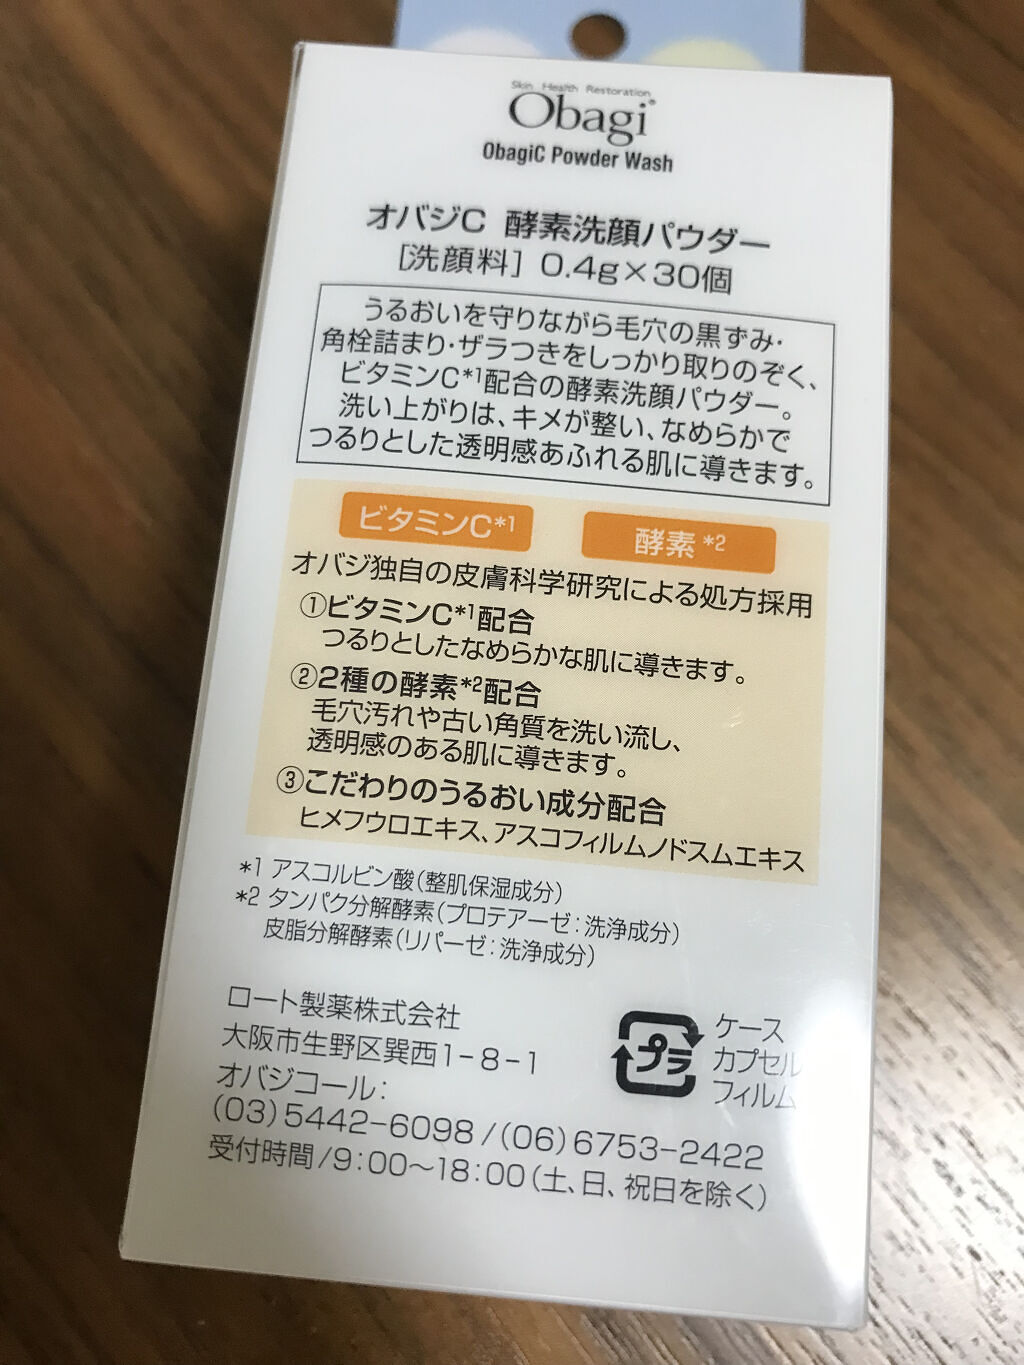 Skin Health Restoration
Obagi®
ObagiC Powder Wash
オバジC 酵素洗顔パウダー
[洗顔料] 0.4g×30個
うるおいを守りながら毛穴の黒ずみ・
角栓詰まり・ザラつきをしっかり取りのぞく、
ビタミンC*1配合の酵素洗顔パウダー。
洗い上がりは、キメが整い、なめらかで
つるりとした透明感あふれる肌に導きます。
ビタミンC*1 酵素*2
オバジ独自の皮膚科学研究による処方採用
①ビタミンC*1配合
つるりとしたなめらかな肌に導きます。
②2種の酵素*2配合
毛穴汚れや古い角質を洗い流し、
透明感のある肌に導きます。
③こだわりのうるおい成分配合
ヒメフウロエキス、アスコフィルムノドスムエキス
*1 アスコルビン酸(整肌保湿成分)
*2 タンパク分解酵素(プロテアーゼ:洗浄成分)
皮脂分解酵素(リパーゼ:洗浄成分)
ロート製薬株式会社
大阪市生野区巽西1-8-1
オバジコール:
(03)5442-6098/(06)6753-2422
受付時間/9:00~18:00(土、日、祝日を除く)
プラ
ケース
カプセル
フィルム